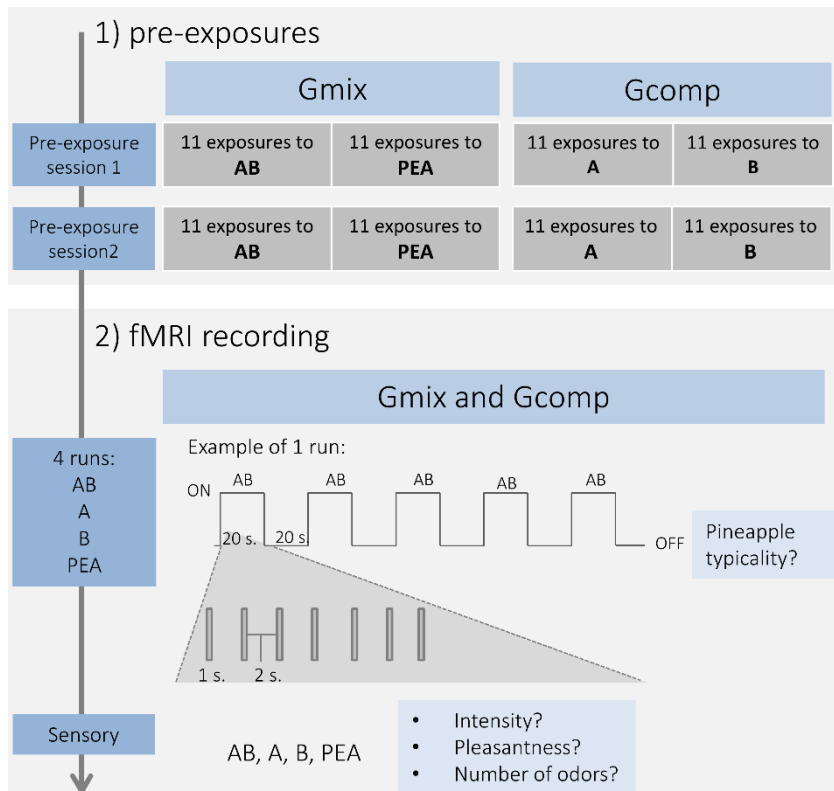 1) pre-exposures
Gmix
Gcomp
Pre-exposure
session 1
11 exposures to
AB
11 exposures to
PEA
11 exposures to
A
11 exposures to
B
Pre-exposure
session2
11 exposures to
AB
11 exposures to
PEA
11 exposures to
A
11 exposures to
B
2) fMRI recording
Gmix and Gcomp
4 runs:
AB
A
B
PEA
Example of 1 run:
ON
AB
AB
AB
AB
AB
20 s.
20 s.
OFF
Pineapple
typicality?
1 s.
2 s.
Sensory
AB, A, B, PEA
• Intensity?
• Pleasantness?
• Number of odors?